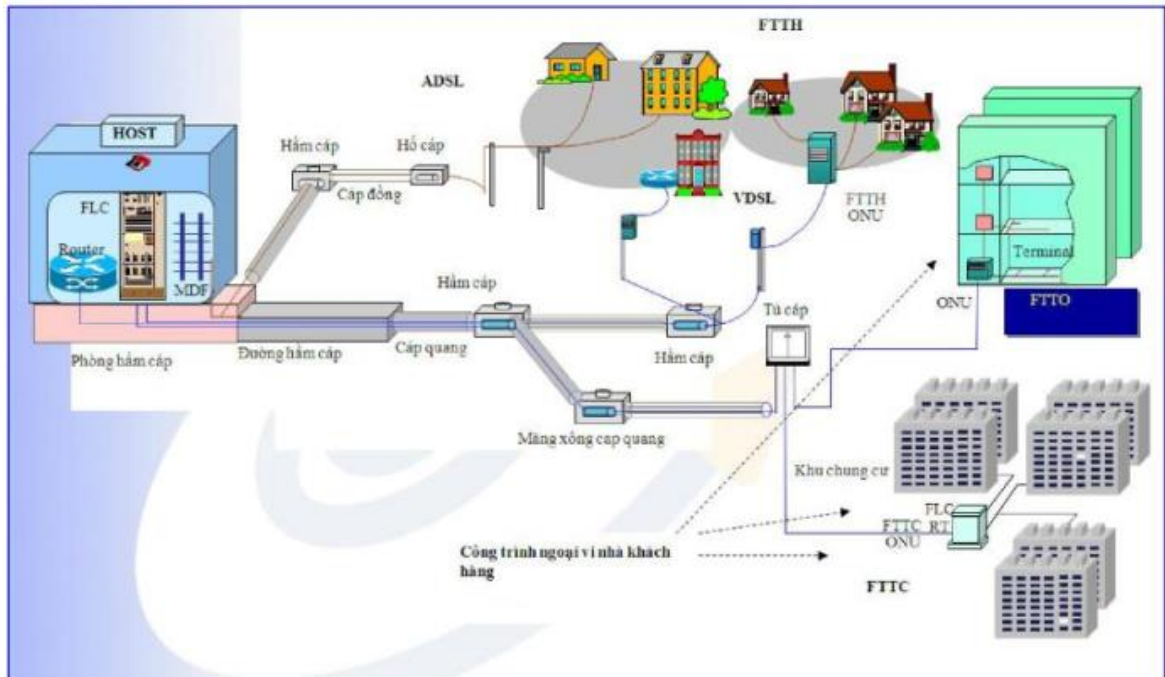 FTTH
ADSL
HOST
Hầm cáp
Hố cáp
Cáp đồng
FLC
Router
MDF
VDSL
FTTH
ONU
Terminal
ONU
FTTO
Hầm cáp
Tủ cáp
Phòng hầm cáp
Đường hầm cáp
Cáp quang
Hầm cáp
Măng xông cap quang
Khu chung cư
FLC
RT
FTTC
ONU
Công trình ngoại vi nhà khách
hàng
FTTC